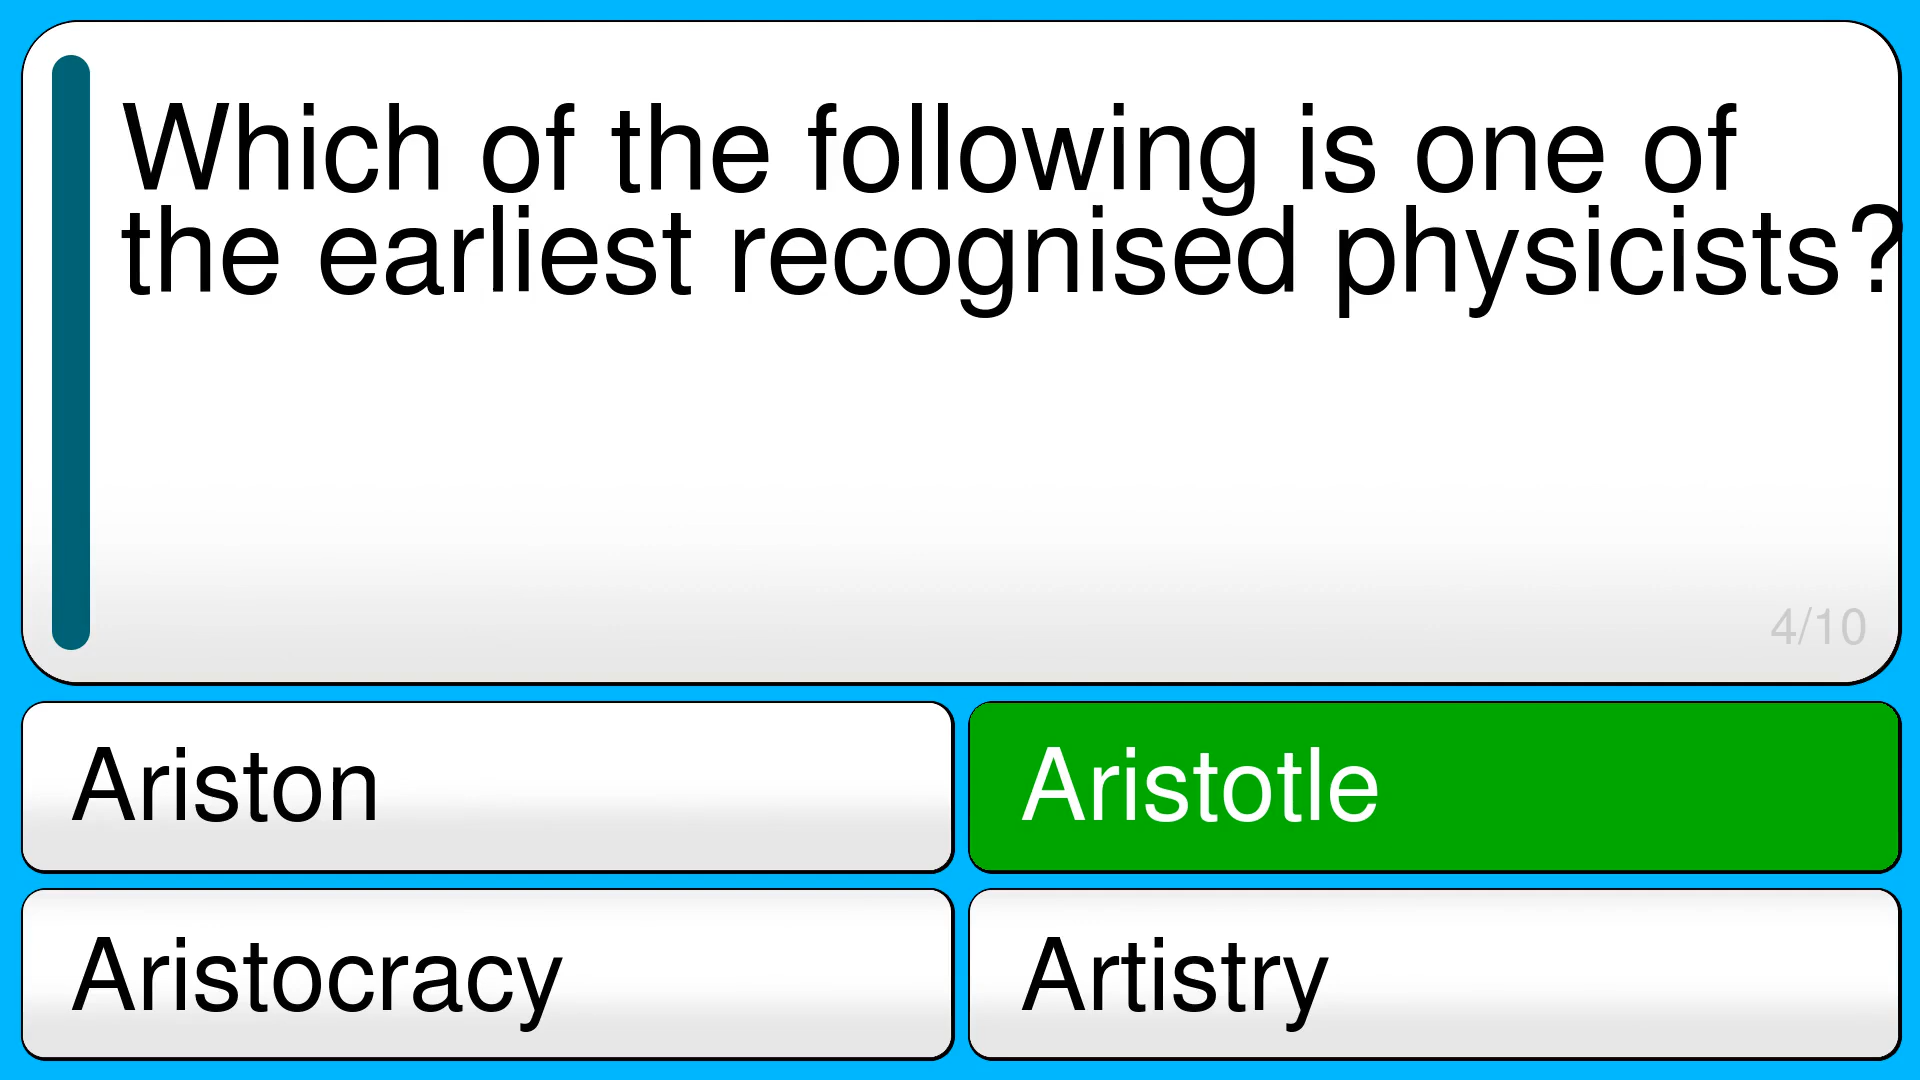 Which of the following is one of
the earliest recognised physicists?
4/10
Ariston
Aristotle
Aristocracy
Artistry